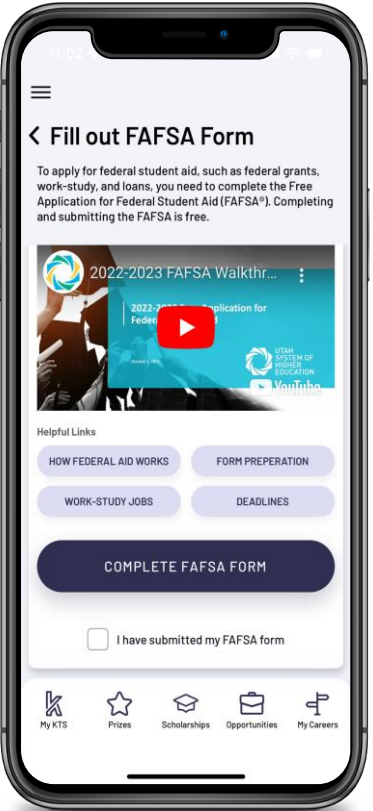 11:02
Fill out FAFSA Form
To apply for federal student aid, such as federal grants,
work-study, and loans, you need to complete the Free
Application for Federal Student Aid (FAFSA®). Completing
and submitting the FAFSA is free.
2022-2023 FAFSA Walkthr...
2022-2023 Application for
Federal
UTAH
SYSTEM OF
HIGHER
EDUCATION
YouTube
Helpful Links
HOW FEDERAL AID WORKS
FORM PREPERATION
WORK-STUDY JOBS
DEADLINES
COMPLETE FAFSA FORM
I have submitted my FAFSA form
My KTS
Prizes
Scholarships
Opportunities
My Careers